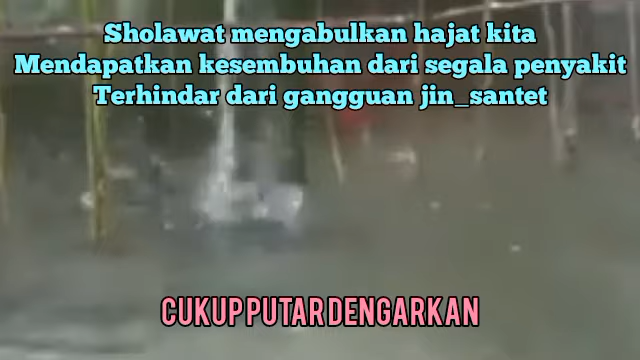 Sholawat mengabulkan hajat kita
Mendapatkan kesembuhan dari segala penyakit
Terhindar dari gangguan jin_santet
CUKUP PUTAR DENGARKAN